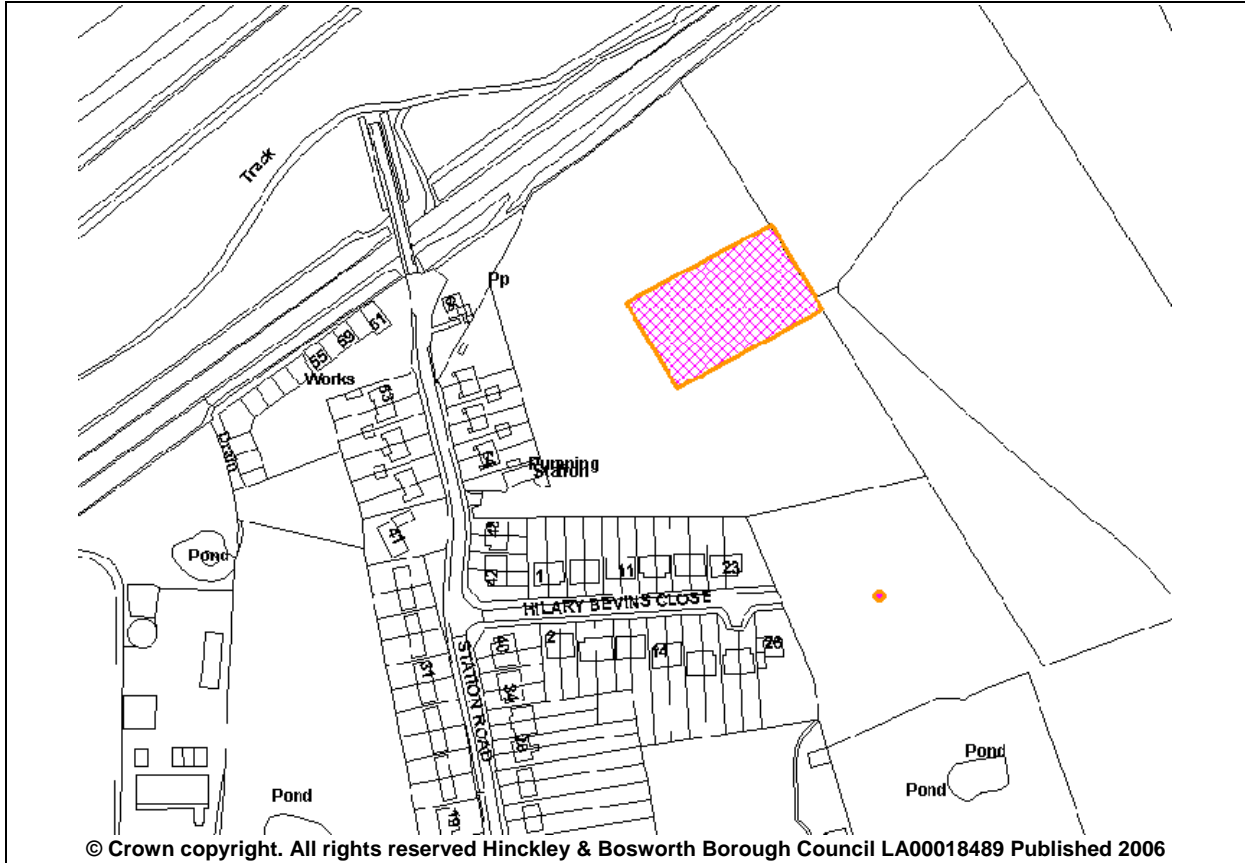 Track
Pp
61
59
55
Works
53
Drain
54
Pumping
Station
41
Pond
42
1
11
23
HILARY BEVINS CLOSE
2
14
26
40
STATION ROAD
31
34
28
Pond
Pond
Pond
19
© Crown copyright. All rights reserved Hinckley & Bosworth Borough Council LA00018489 Published 2006